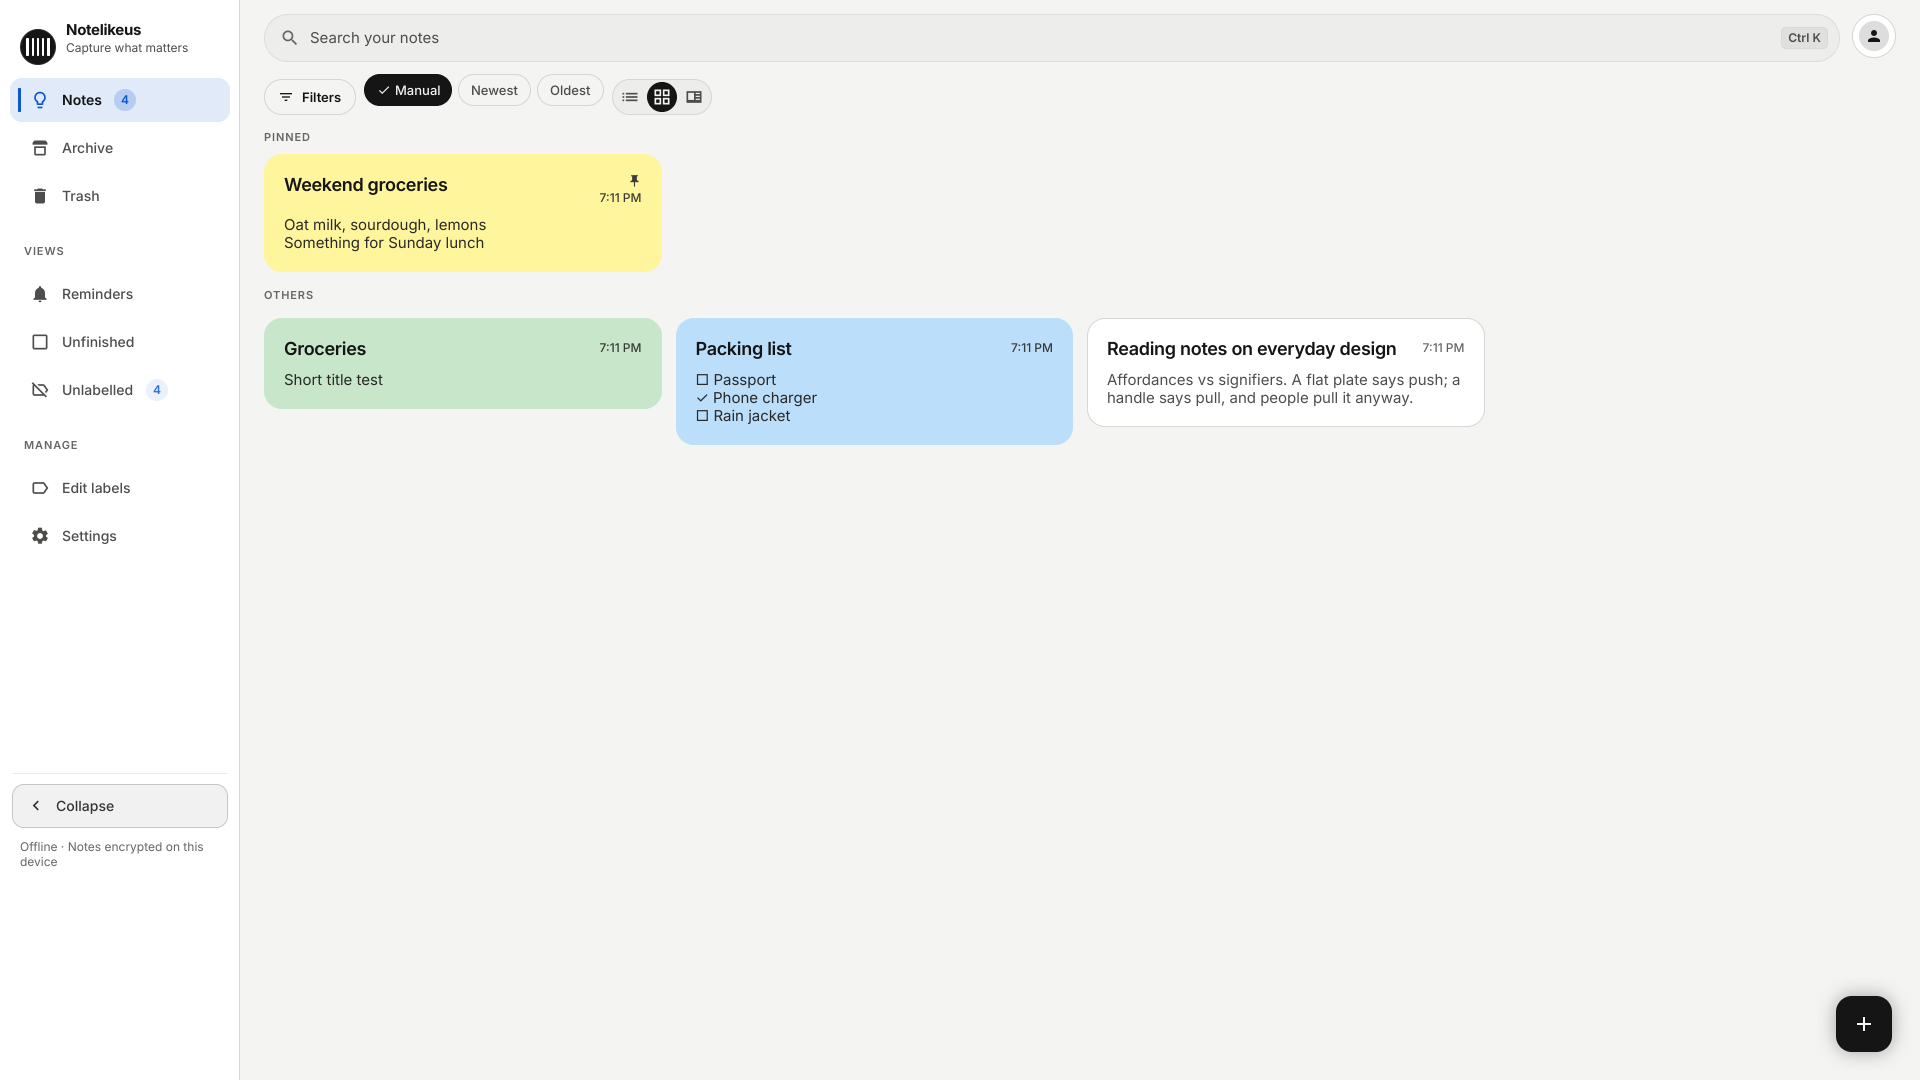 Notelikeus
Capture what matters
Notes 4
Archive
Trash
VIEWS
Reminders
Unfinished
Unlabelled 4
MANAGE
Edit labels
Settings
Collapse
Offline · Notes encrypted on this
device
Search your notes
Ctrl K
Filters
Manual
Newest
Oldest
PINNED
Weekend groceries
7:11 PM
Oat milk, sourdough, lemons
Something for Sunday lunch
OTHERS
Groceries
7:11 PM
Short title test
Packing list
7:11 PM
☐ Passport
✓ Phone charger
☐ Rain jacket
Reading notes on everyday design
7:11 PM
Affordances vs signifiers. A flat plate says push; a
handle says pull, and people pull it anyway.